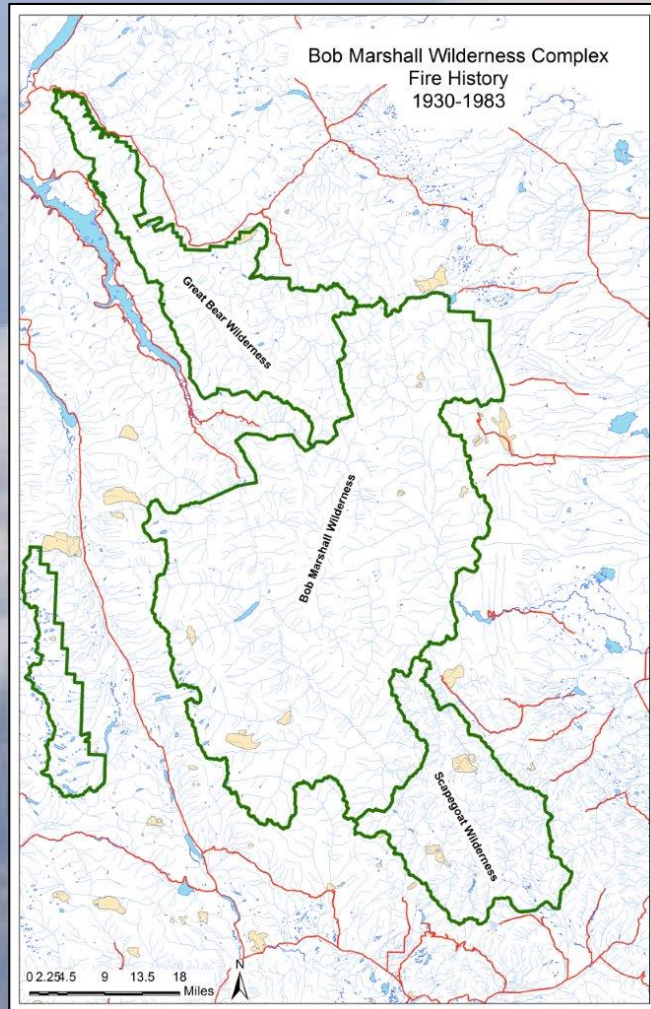 Bob Marshall Wilderness Complex
Fire History
1930-1983
Great Bear Wilderness
Bob Marshall Wilderness
Scapegoat Wilderness
0 2.25 4.5 9 13.5 18
Miles
N